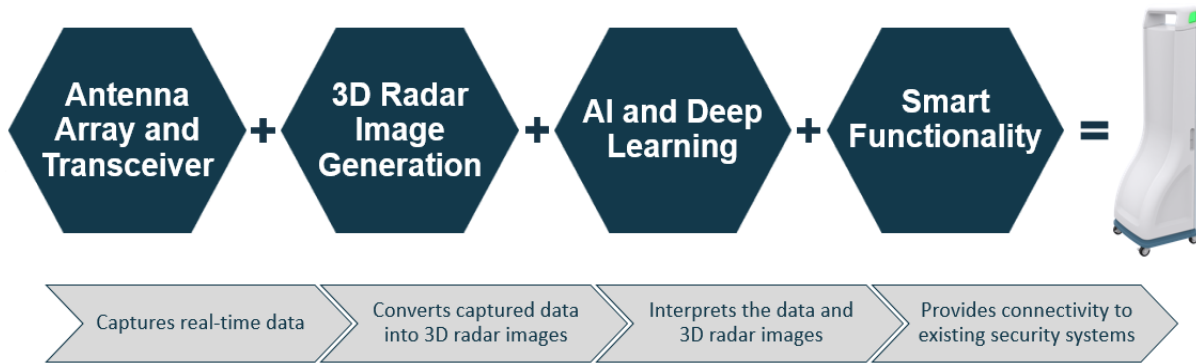 Antenna
Array and
Transceiver
+
3D Radar
Image
Generation
+
AI and Deep
Learning
+
Smart
Functionality
=
Captures real-time data
Converts captured data
into 3D radar images
Interprets the data and
3D radar images
Provides connectivity to
existing security systems